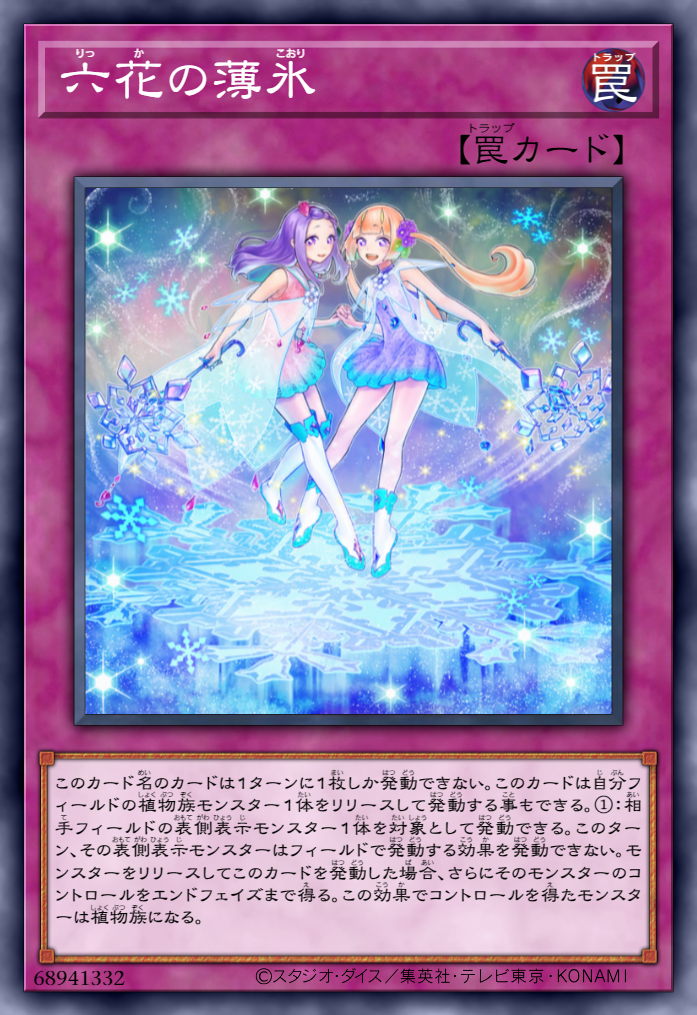 六花の薄氷
罠
【罠カード】
このカード名のカードは1ターンに1枚しか発動できない。このカードは自分フ
ィールドの植物族モンスター1体をリリースして発動する事もできる。①：相
手フィールドの表側表示モンスター1体を対象として発動できる。このター
ン、その表側表示モンスターはフィールドで発動する効果を発動できない。モ
ンスターをリリースしてこのカードを発動した場合、さらにそのモンスターのコ
ントロールをエンドフェイズまで得る。この効果でコントロールを得たモンスタ
ーは植物族になる。
68941332 ©スタジオ・ダイス／集英社・テレビ東京・KONAMI